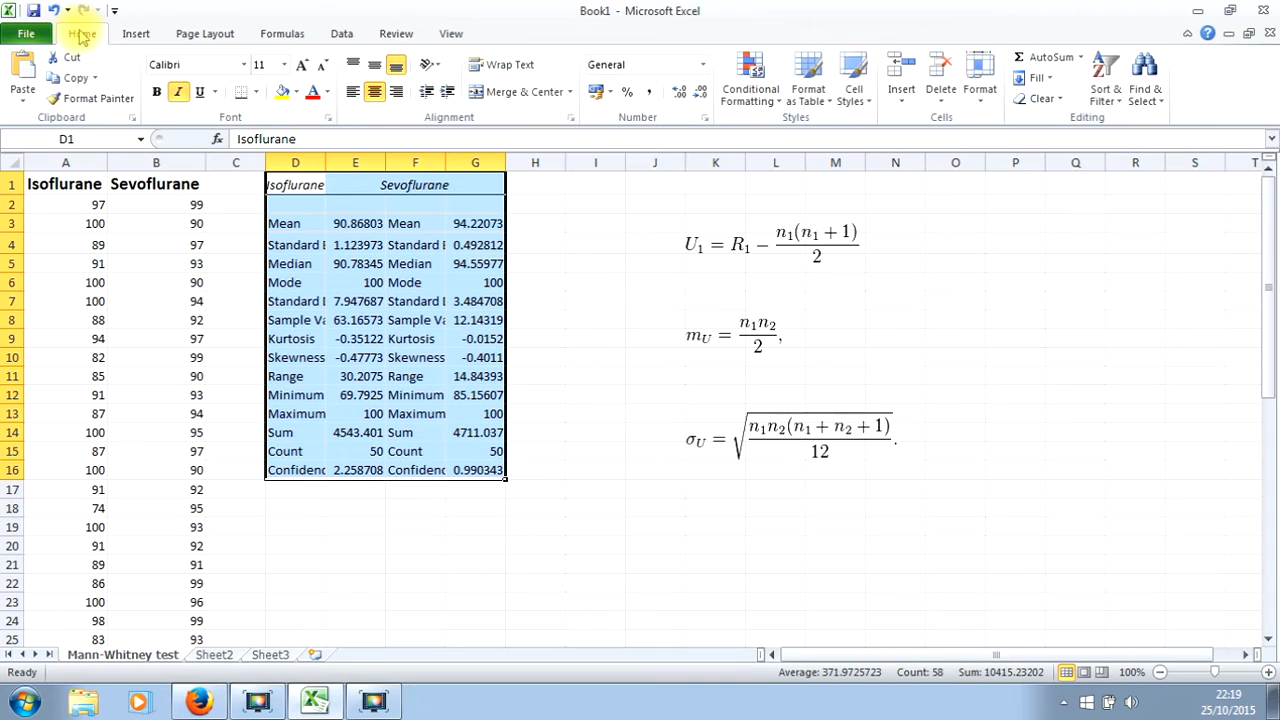 Book1 - Microsoft Excel
File Home Insert Page Layout Formulas Data Review View
Cut
Copy
Format Painter
Paste
Clipboard
Calibri 11
B I U
Font
Wrap Text
Merge & Center
Alignment
General
%
Number
Conditional Formatting
Format as Table
Cell Styles
Styles
Insert Delete Format
Cells
AutoSum
Fill
Clear
Sort & Filter
Find & Select
Editing
D1 fx Isoflurane
A B C D E F G H I J K L M N O P Q R S T
1 Isoflurane Sevoflurane Isoflurane Sevoflurane
2 97 99
3 100 90 Mean 90.86803 Mean 94.22073
4 89 97 Standard E 1.123973 Standard E 0.492812
5 91 93 Median 90.78345 Median 94.55977
6 100 90 Mode 100 Mode 100
7 100 94 Standard D 7.947687 Standard D 3.484708
8 88 92 Sample Va 63.16573 Sample Va 12.14319
9 94 97 Kurtosis -0.35122 Kurtosis -0.0152
10 82 99 Skewness -0.47773 Skewness -0.4011
11 85 90 Range 30.2075 Range 14.84393
12 91 93 Minimum 69.7925 Minimum 85.15607
13 87 94 Maximum 100 Maximum 100
14 100 95 Sum 4543.401 Sum 4711.037
15 87 97 Count 50 Count 50
16 100 90 Confidenc 2.258708 Confidenc 0.990343
17 91 92
18 74 95
19 100 93
20 91 92
21 89 91
22 86 99
23 100 96
24 98 99
25 83 93
U₁ = R₁ − n₁(n₁ + 1) / 2
m_U = n₁n₂ / 2,
σ_U = √(n₁n₂(n₁ + n₂ + 1) / 12).
Mann-Whitney test Sheet2 Sheet3
Ready Average: 371.9725723 Count: 58 Sum: 10415.23202 100%
22:19
25/10/2015